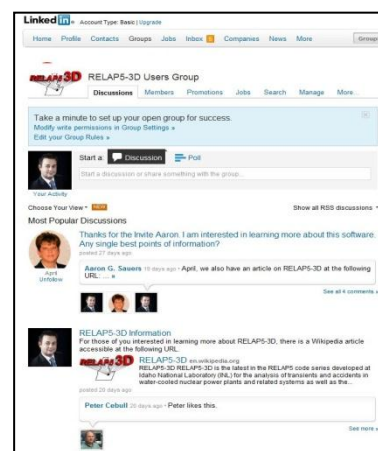 Linked in Account Type: Basic | Upgrade
Home Profile Contacts Groups Jobs Inbox Companies News More Group
RELAP5-3D RELAP5-3D Users Group
Discussions Members Promotions Jobs Search Manage More...
Take a minute to set up your open group for success.
Modify write permissions in Group Settings »
Edit your Group Rules »
Start a: Discussion Poll
Start a discussion or share something with the group...
Your Activity
Choose Your View NEW Show all RSS discussions
Most Popular Discussions
Thanks for the Invite Aaron. I am interested in learning more about this software.
Any single best points of information?
posted 27 days ago
April
Unfollow
Aaron G. Sauers 19 days ago • April, we also have an article on RELAP5-3D at the following
URL: ... »
See all 4 comments »
RELAP5-3D Information
For those of you interested in learning more about RELAP5-3D, there is a Wikipedia article
accessible at the following URL.
RELAP5-3D RELAP5-3D en.wikipedia.org
RELAP5-3D RELAP5-3D is the latest in the RELAP5 code series developed at
Idaho National Laboratory (INL) for the analysis of transients and accidents in
water-cooled nuclear power plants and related systems as well as the...
posted 20 days ago
Peter Cebull 20 days ago • Peter likes this.
See more »